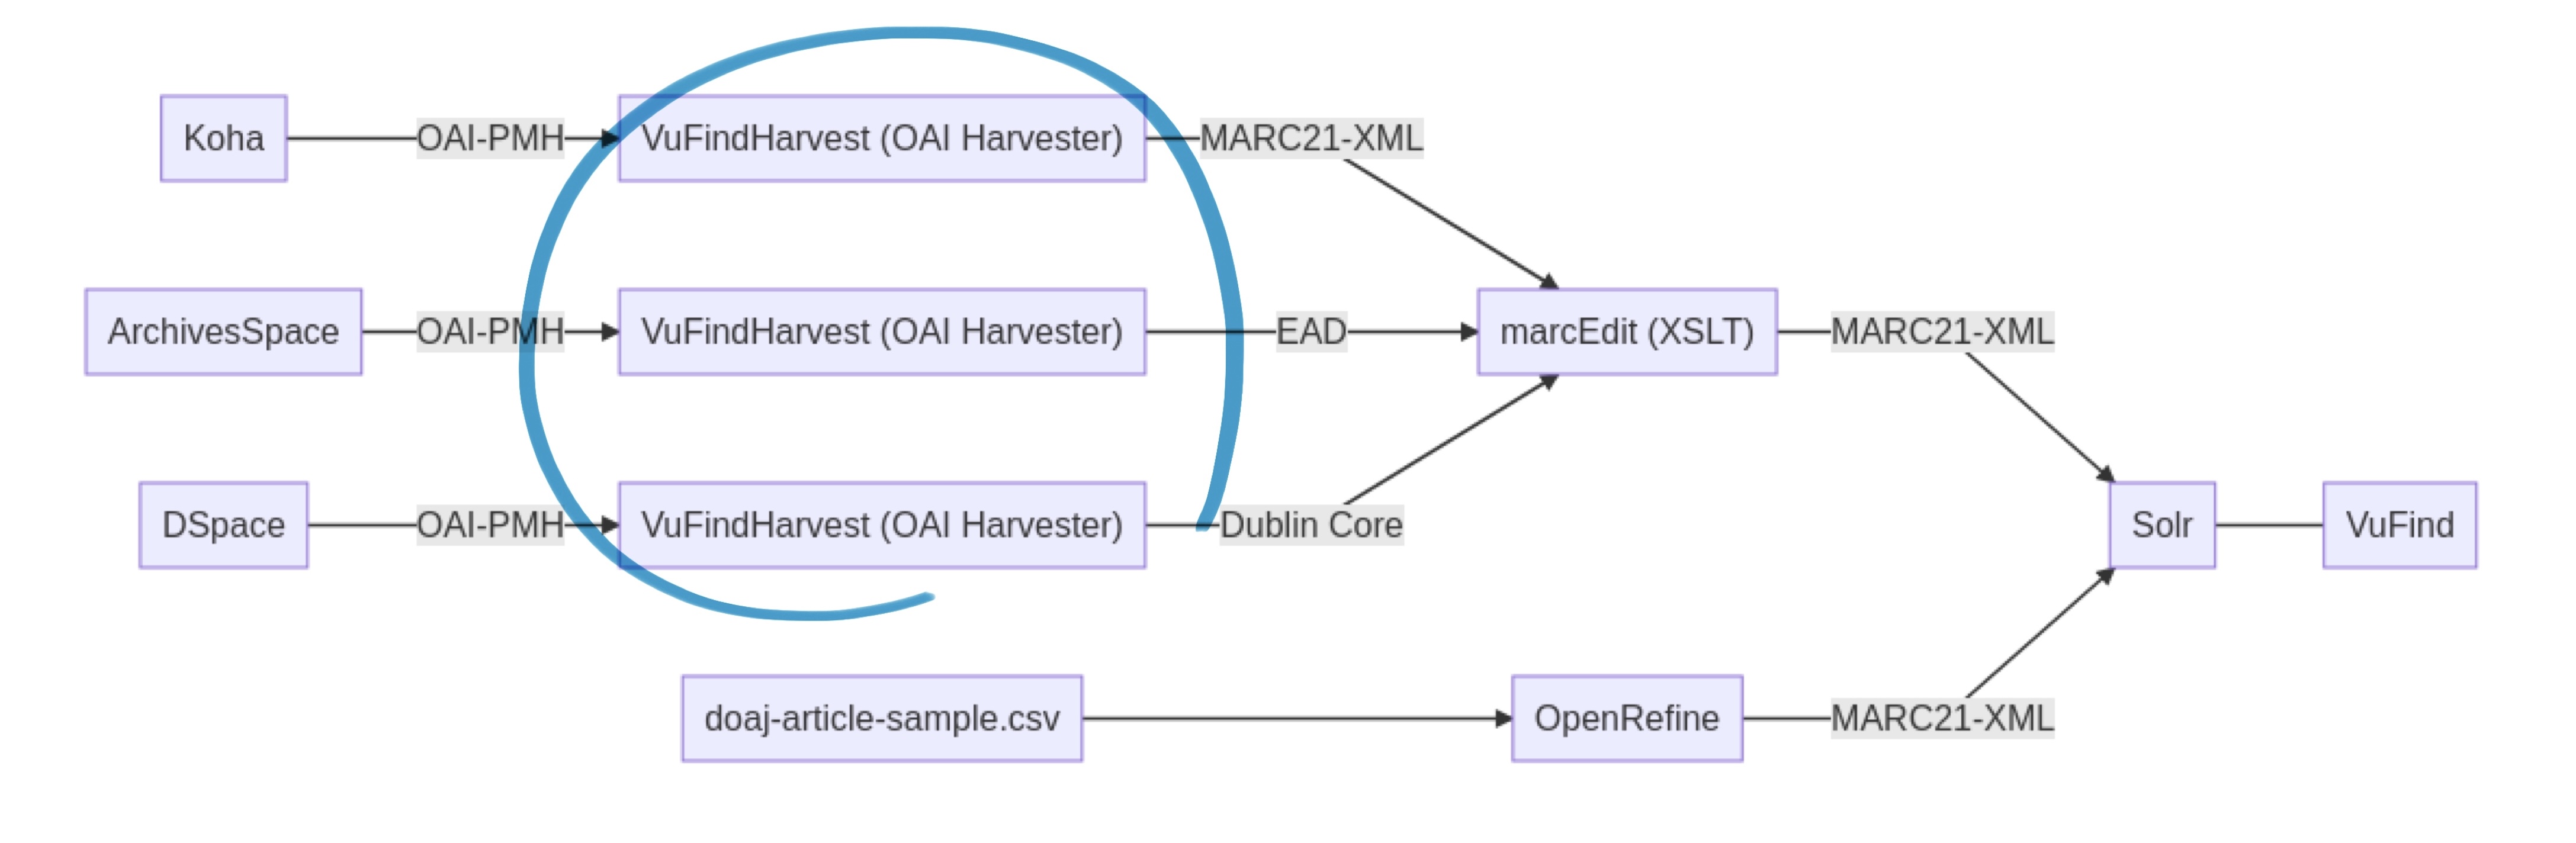 Koha
OAI-PMH
VuFindHarvest (OAI Harvester)
MARC21-XML
ArchivesSpace
OAI-PMH
VuFindHarvest (OAI Harvester)
EAD
marcEdit (XSLT)
MARC21-XML
DSpace
OAI-PMH
VuFindHarvest (OAI Harvester)
Dublin Core
Solr
VuFind
doaj-article-sample.csv
OpenRefine
MARC21-XML